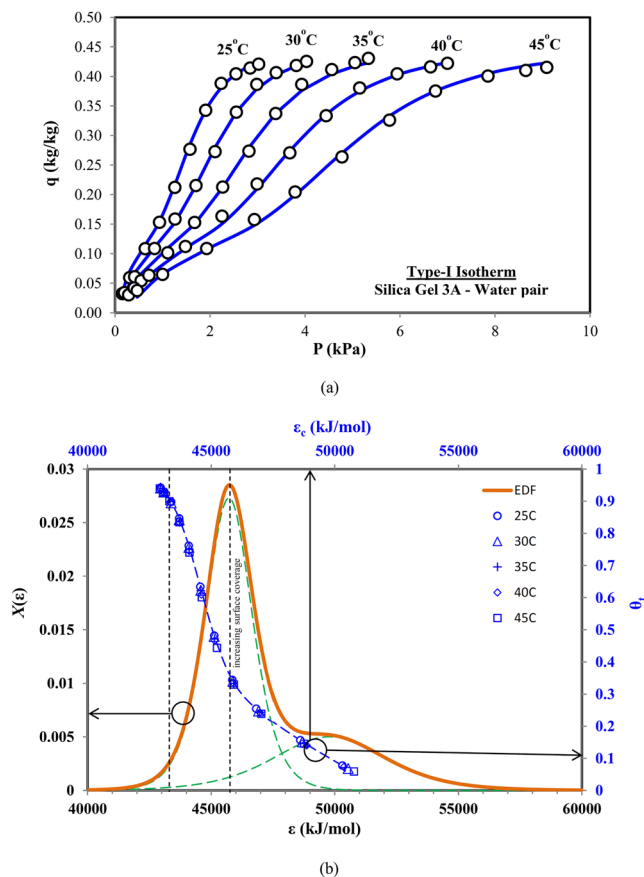 0.50
0.45
0.40
0.35
0.30
0.25
0.20
0.15
0.10
0.05
0.00
q (kg/kg)
25°C
30°C
35°C
40°C
45°C
Type-I Isotherm
Silica Gel 3A - Water pair
0 2 4 6 8 10
P (kPa)
(a)
εc (kJ/mol)
40000 45000 50000 55000 60000
0.03
0.025
0.02
0.015
0.01
0.005
0
X(ε)
increasing surface coverage
EDF
25C
30C
35C
40C
45C
1
0.9
0.8
0.7
0.6
0.5
0.4
0.3
0.2
0.1
0
θt
40000 45000 50000 55000 60000
ε (kJ/mol)
(b)